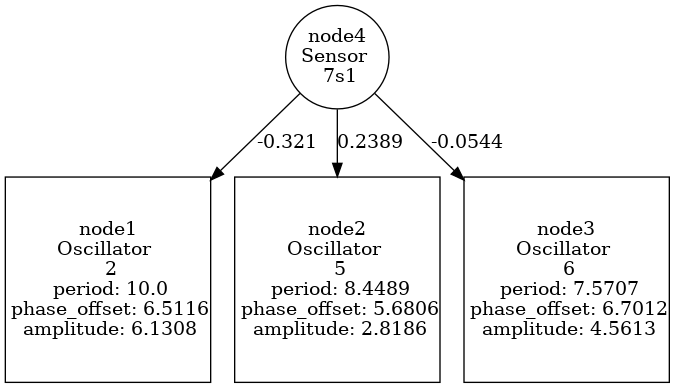 node4
Sensor
7s1
-0.321
0.2389
-0.0544
node1
Oscillator
2
period: 10.0
phase_offset: 6.5116
amplitude: 6.1308
node2
Oscillator
5
period: 8.4489
phase_offset: 5.6806
amplitude: 2.8186
node3
Oscillator
6
period: 7.5707
phase_offset: 6.7012
amplitude: 4.5613